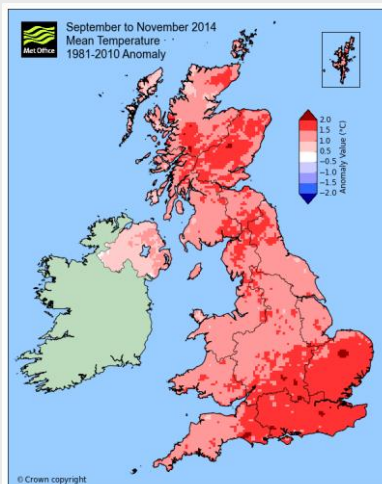 Met Office
September to November 2014
Mean Temperature
1981-2010 Anomaly
2.0
1.5
1.0
0.5
−0.5
−1.0
−1.5
−2.0
Anomaly Value (°C)
© Crown copyright